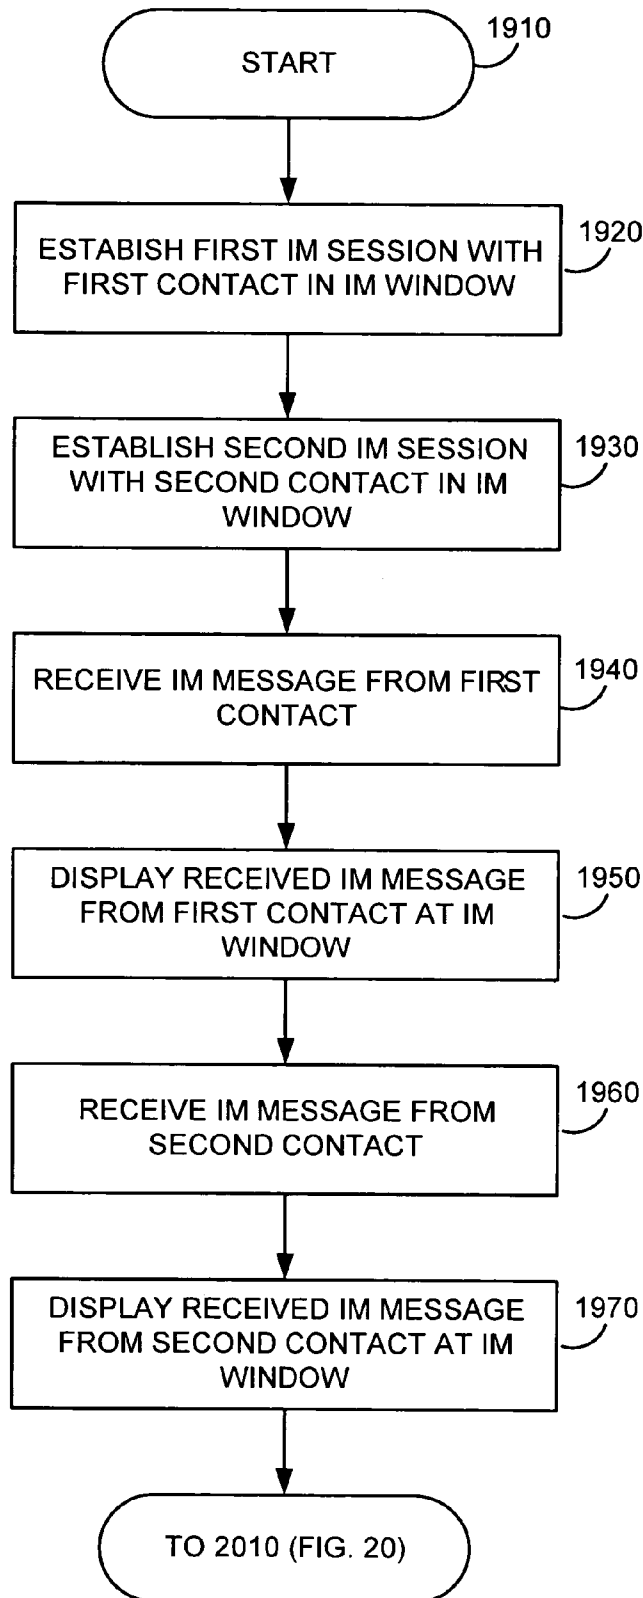 START
1910
ESTABISH FIRST IM SESSION WITH
FIRST CONTACT IN IM WINDOW
1920
ESTABLISH SECOND IM SESSION
WITH SECOND CONTACT IN IM
WINDOW
1930
RECEIVE IM MESSAGE FROM FIRST
CONTACT
1940
DISPLAY RECEIVED IM MESSAGE
FROM FIRST CONTACT AT IM
WINDOW
1950
RECEIVE IM MESSAGE FROM
SECOND CONTACT
1960
DISPLAY RECEIVED IM MESSAGE
FROM SECOND CONTACT AT IM
WINDOW
1970
TO 2010 (FIG. 20)